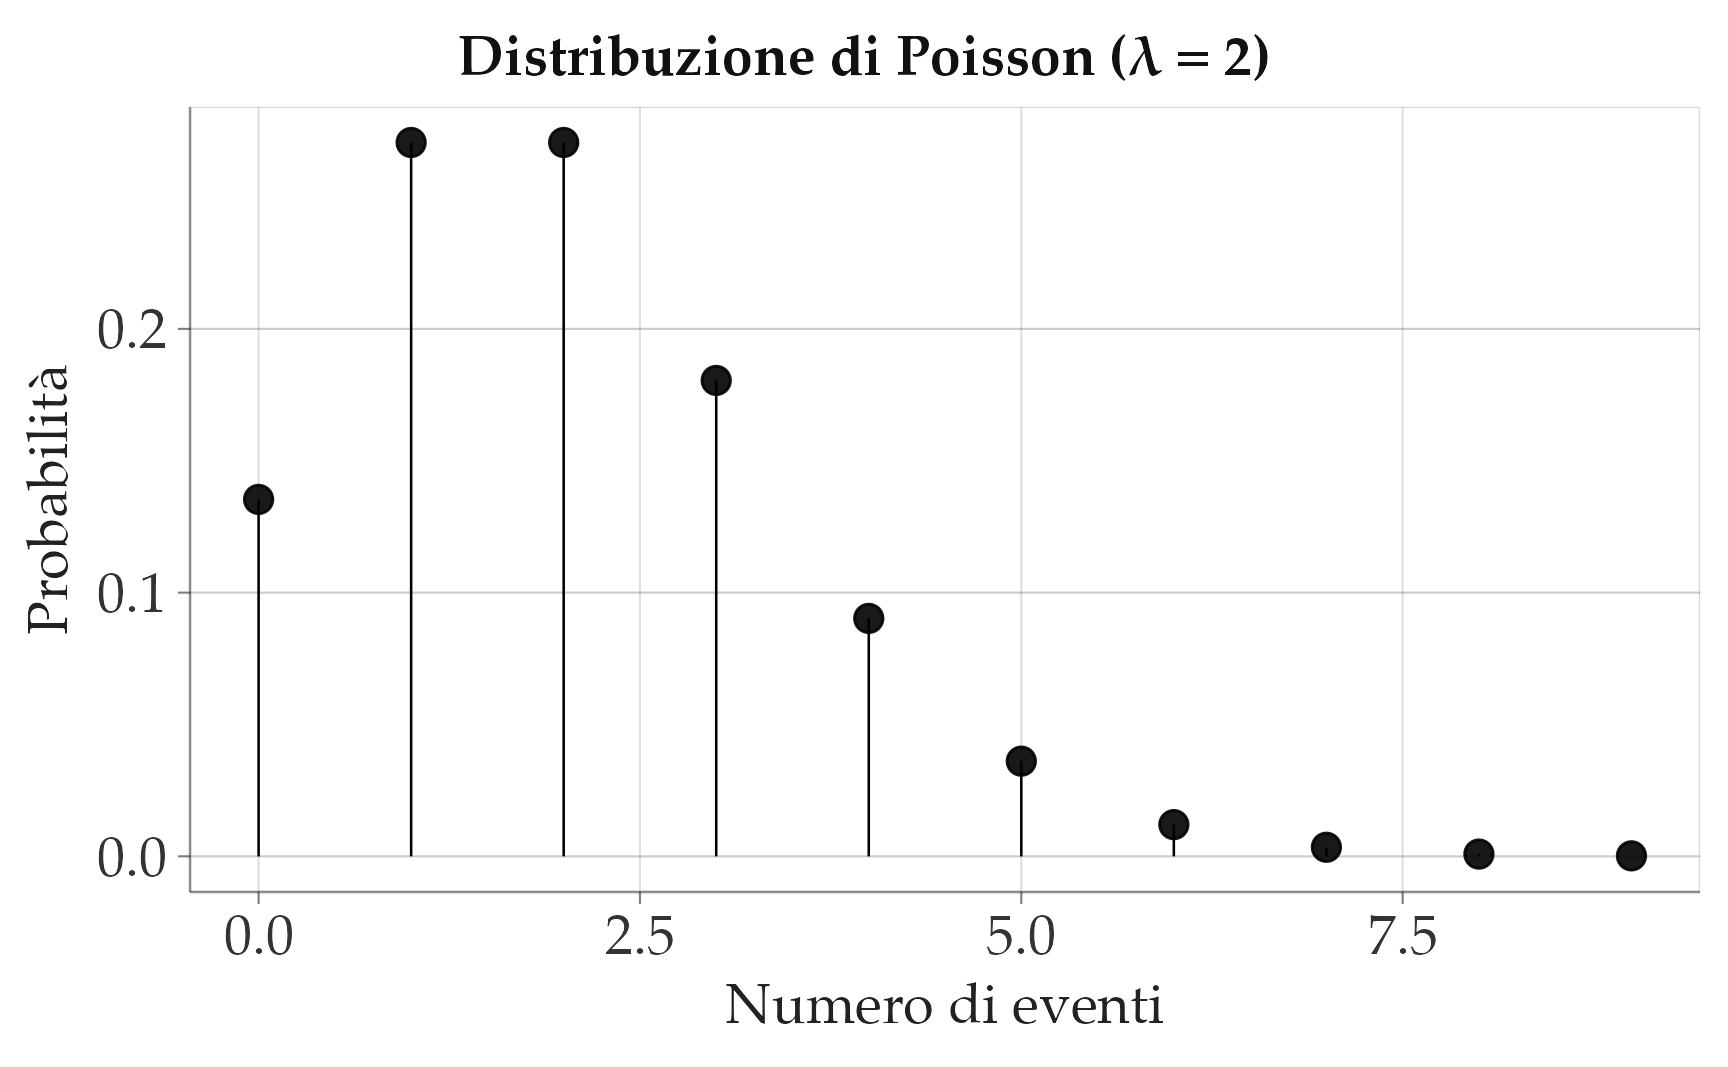 Distribuzione di Poisson (λ = 2)
Probabilità
0.2
0.1
0.0
0.0 2.5 5.0 7.5
Numero di eventi